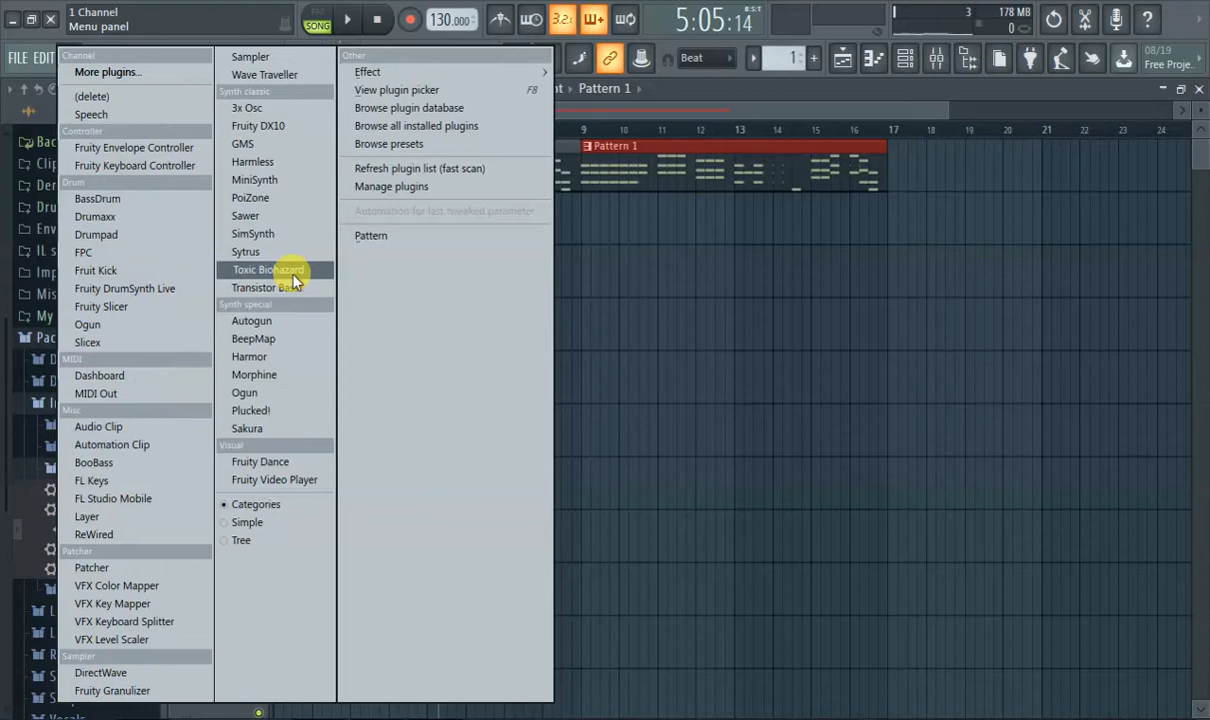 1 Channel
Menu panel
PAT
SONG
130.000
3.2:
5:05:14
B:S:T
3
178 MB
0
FILE EDIT
Beat
1
08/19
Free Proje..
Pattern 1
Channel
More plugins...
(delete)
Speech
Controller
Fruity Envelope Controller
Fruity Keyboard Controller
Drum
BassDrum
Drumaxx
Drumpad
FPC
Fruit Kick
Fruity DrumSynth Live
Fruity Slicer
Ogun
Slicex
MIDI
Dashboard
MIDI Out
Misc
Audio Clip
Automation Clip
BooBass
FL Keys
FL Studio Mobile
Layer
ReWired
Patcher
Patcher
VFX Color Mapper
VFX Key Mapper
VFX Keyboard Splitter
VFX Level Scaler
Sampler
DirectWave
Fruity Granulizer
Sampler
Wave Traveller
Synth classic
3x Osc
Fruity DX10
GMS
Harmless
MiniSynth
PoiZone
Sawer
SimSynth
Sytrus
Toxic Biohazard
Transistor Bass
Synth special
Autogun
BeepMap
Harmor
Morphine
Ogun
Plucked!
Sakura
Visual
Fruity Dance
Fruity Video Player
Categories
Simple
Tree
Other
Effect
View plugin picker F8
Browse plugin database
Browse all installed plugins
Browse presets
Refresh plugin list (fast scan)
Manage plugins
Automation for last tweaked parameter
Pattern
9 10 11 12 13 14 15 16 17 18 19 20 21 22 23 24
Pattern 1